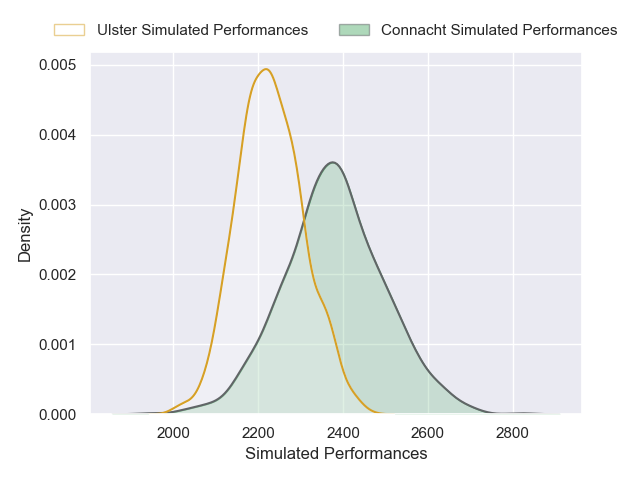 Ulster Simulated Performances Connacht Simulated Performances
0.005
0.004
0.003
0.002
0.001
0.000
Density
2000 2200 2400 2600 2800
Simulated Performances